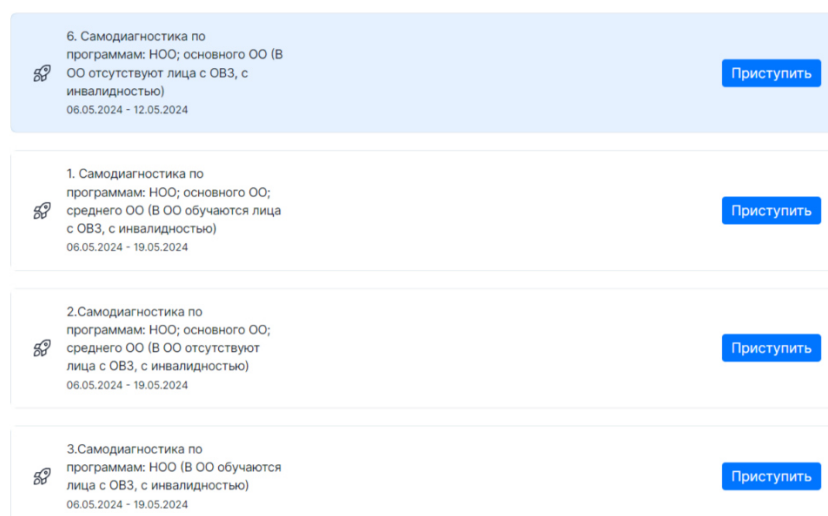 6. Самодиагностика по
программам: НОО; основного ОО (В
ОО отсутствуют лица с ОВЗ, с
инвалидностью)
06.05.2024 - 12.05.2024
Приступить
1. Самодиагностика по
программам: НОО; основного ОО;
среднего ОО (В ОО обучаются лица
с ОВЗ, с инвалидностью)
06.05.2024 - 19.05.2024
Приступить
2.Самодиагностика по
программам: НОО; основного ОО;
среднего ОО (В ОО отсутствуют
лица с ОВЗ, с инвалидностью)
06.05.2024 - 19.05.2024
Приступить
3.Самодиагностика по
программам: НОО (В ОО обучаются
лица с ОВЗ, с инвалидностью)
06.05.2024 - 19.05.2024
Приступить